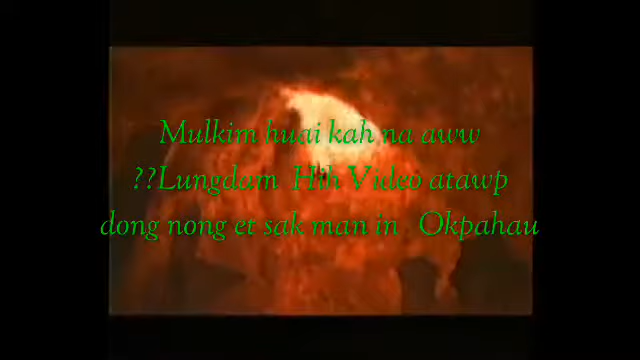 Mulkim huai kah na aww
??Lungdam Hih Video atawp
dong nong et sak man in Okpahau